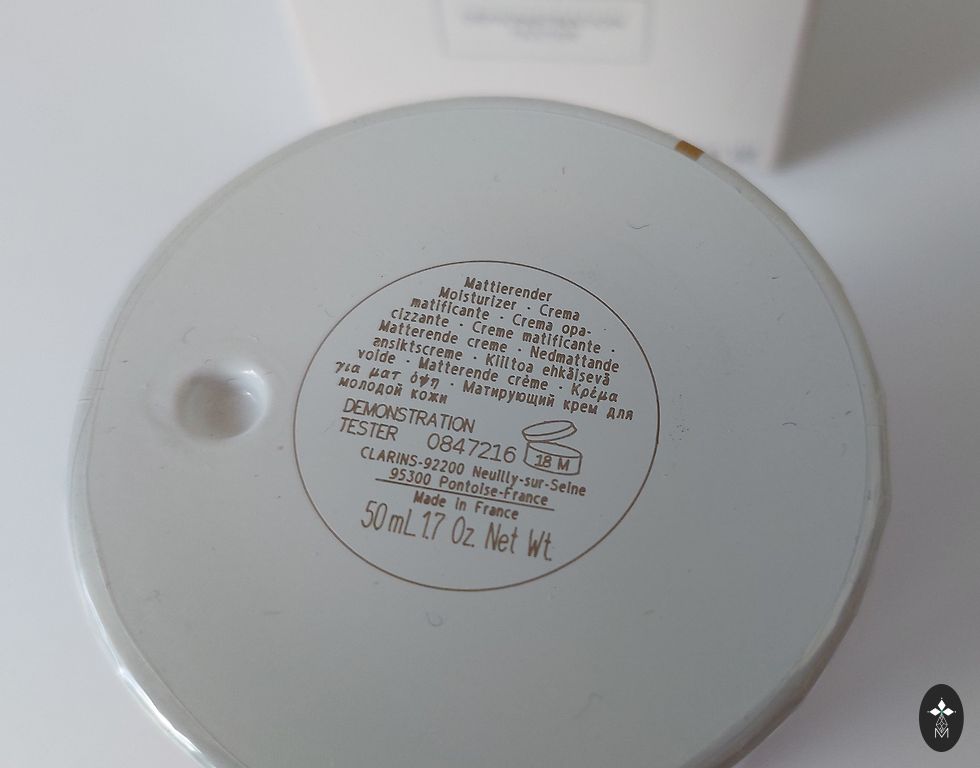 Mattierender
Moisturizer · Crema
matificante · Crema opa-
cizzante · Creme matificante ·
Matterende creme · Nedmattande
ansiktscreme · Kiiltoa ehkäisevä
voide · Matterende crème · Κρέμα
για ματ όψη · Матирующий крем для
молодой кожи
DEMONSTRATION
TESTER 0847216 18 M
CLARINS-92200 Neuilly-sur-Seine
95300 Pontoise-France
Made in France
50 mL 1.7 Oz. Net Wt.
M